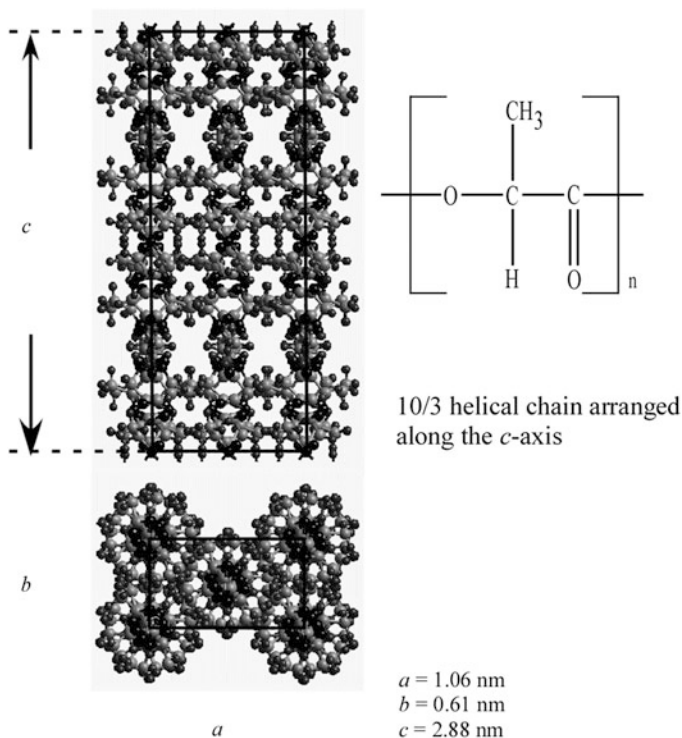 c
CH3
O
C
C
H
O
n
10/3 helical chain arranged
along the c-axis
b
a
a = 1.06 nm
b = 0.61 nm
c = 2.88 nm